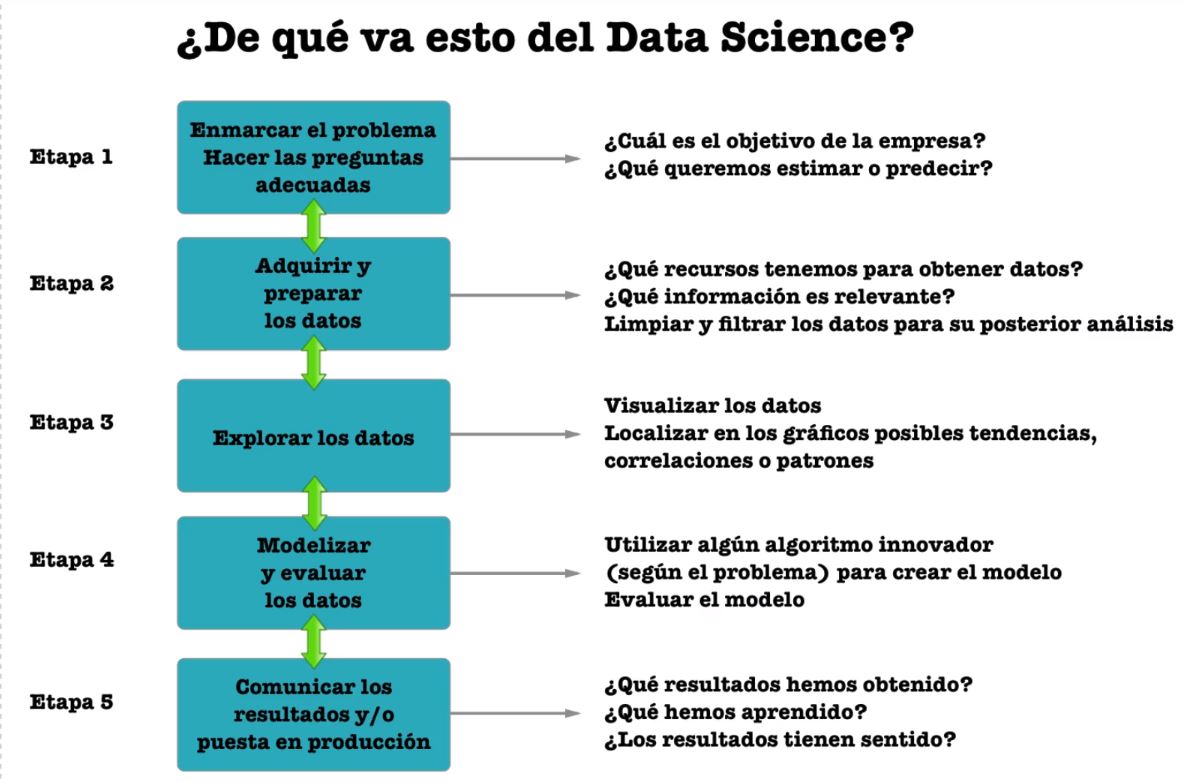 ¿De qué va esto del Data Science?
Etapa 1
Enmarcar el problema
Hacer las preguntas
adecuadas
¿Cuál es el objetivo de la empresa?
¿Qué queremos estimar o predecir?
Etapa 2
Adquirir y
preparar
los datos
¿Qué recursos tenemos para obtener datos?
¿Qué información es relevante?
Limpiar y filtrar los datos para su posterior análisis
Etapa 3
Explorar los datos
Visualizar los datos
Localizar en los gráficos posibles tendencias,
correlaciones o patrones
Etapa 4
Modelizar
y evaluar
los datos
Utilizar algún algoritmo innovador
(según el problema) para crear el modelo
Evaluar el modelo
Etapa 5
Comunicar los
resultados y/o
puesta en producción
¿Qué resultados hemos obtenido?
¿Qué hemos aprendido?
¿Los resultados tienen sentido?